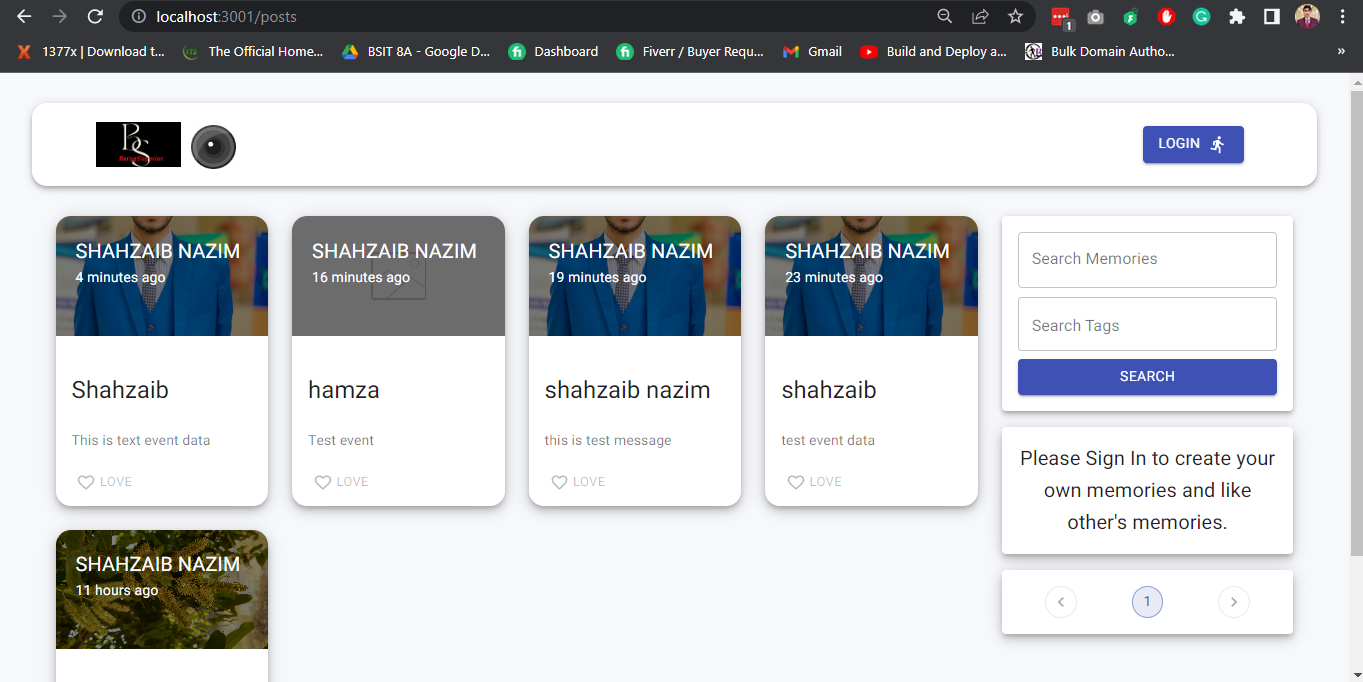 localhost:3001/posts
1
1377x | Download t...
The Official Home...
BSIT 8A - Google D...
Dashboard
Fiverr / Buyer Requ...
Gmail
Build and Deploy a...
Bulk Domain Autho...
»
BS
LOGIN
SHAHZAIB NAZIM
4 minutes ago
Shahzaib
This is text event data
LOVE
SHAHZAIB NAZIM
16 minutes ago
hamza
Test event
LOVE
SHAHZAIB NAZIM
19 minutes ago
shahzaib nazim
this is test message
LOVE
SHAHZAIB NAZIM
23 minutes ago
shahzaib
test event data
LOVE
SHAHZAIB NAZIM
11 hours ago
Search Memories
Search Tags
SEARCH
Please Sign In to create your
own memories and like
other's memories.
1